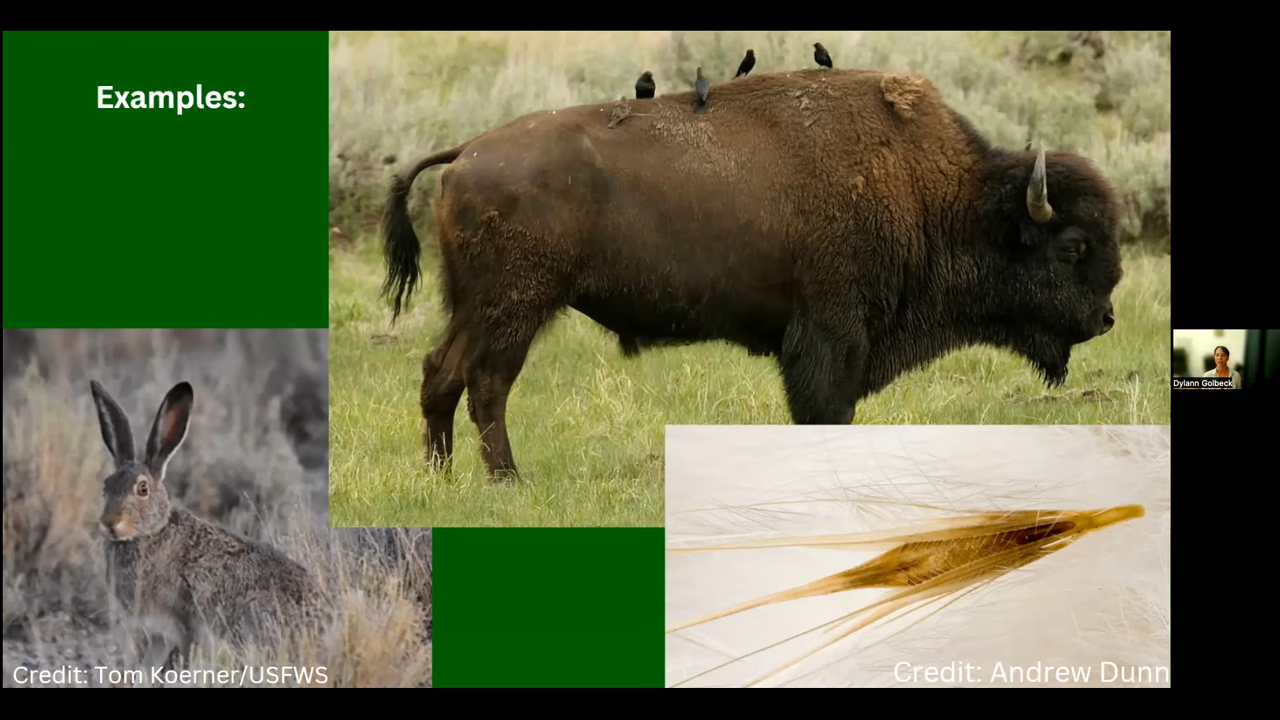 Examples:
Dylann Golbeck
Credit: Tom Koerner/USFWS
Credit: Andrew Dunn